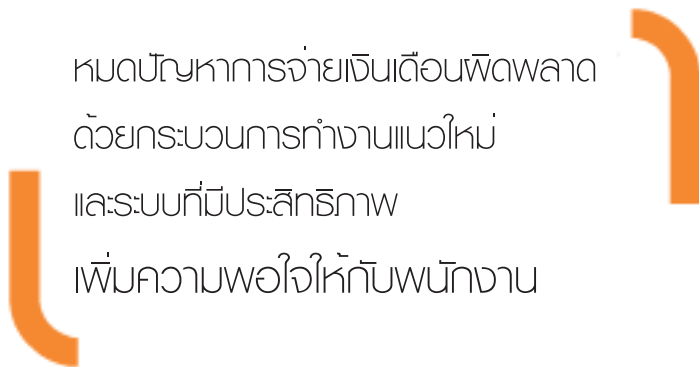 หมดปัญหาการจ่ายเงินเดือนผิดพลาด
ด้วยกระบวนการทำงานแนวใหม่
และระบบที่มีประสิทธิภาพ
เพิ่มความพอใจให้กับพนักงาน